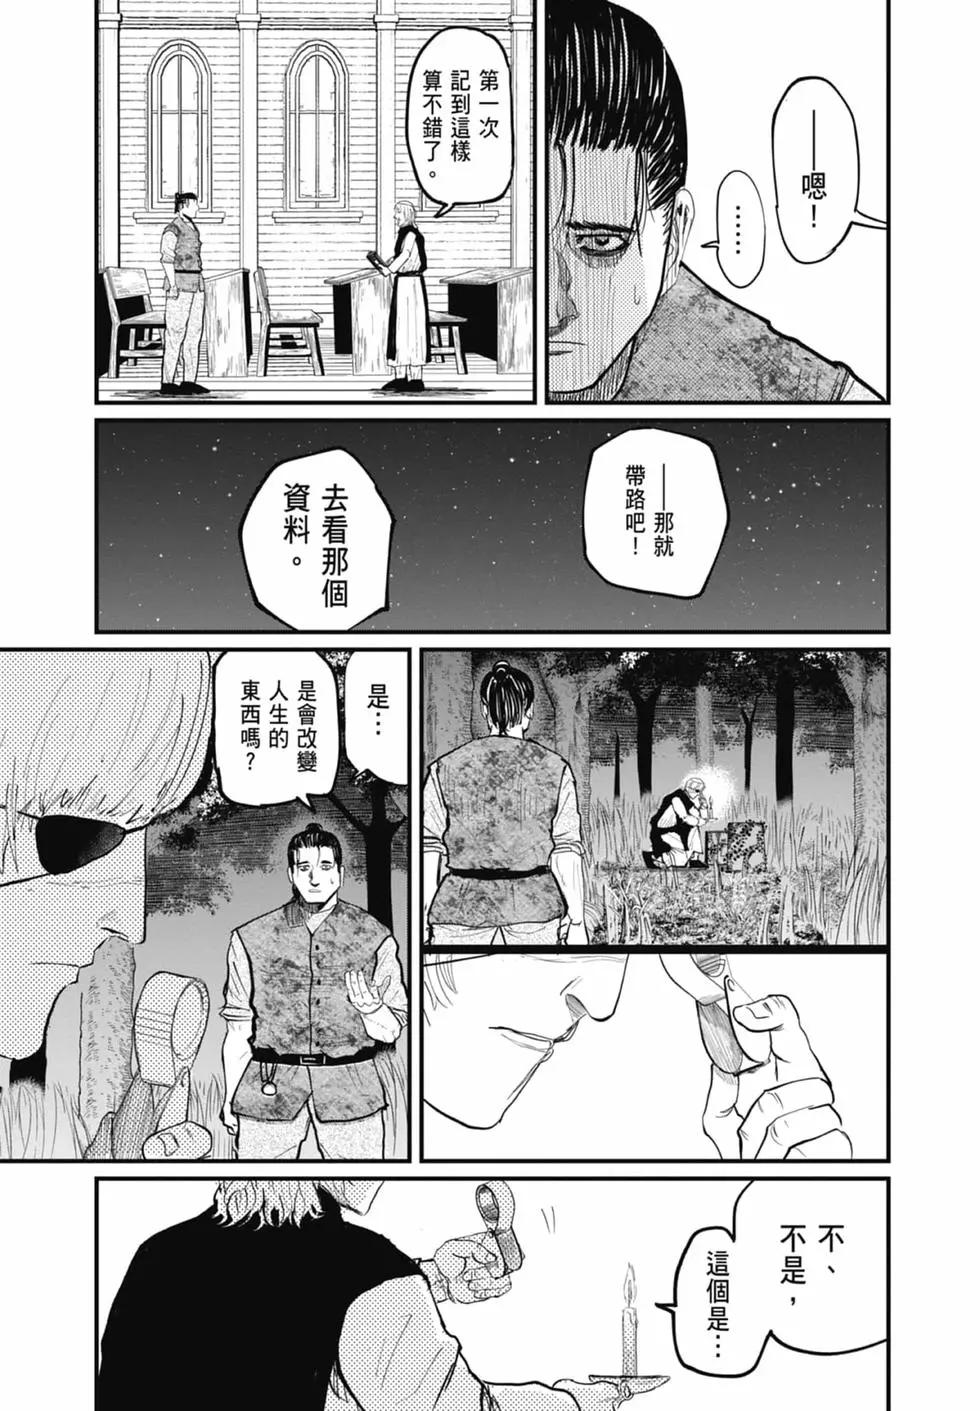 ——嗯！
……
第一次
記到這樣
算不錯了。
——那就
帶路吧！
去看那個
資料。
是…
是會改變
人生的
東西嗎？
不、
不是，
這個是…